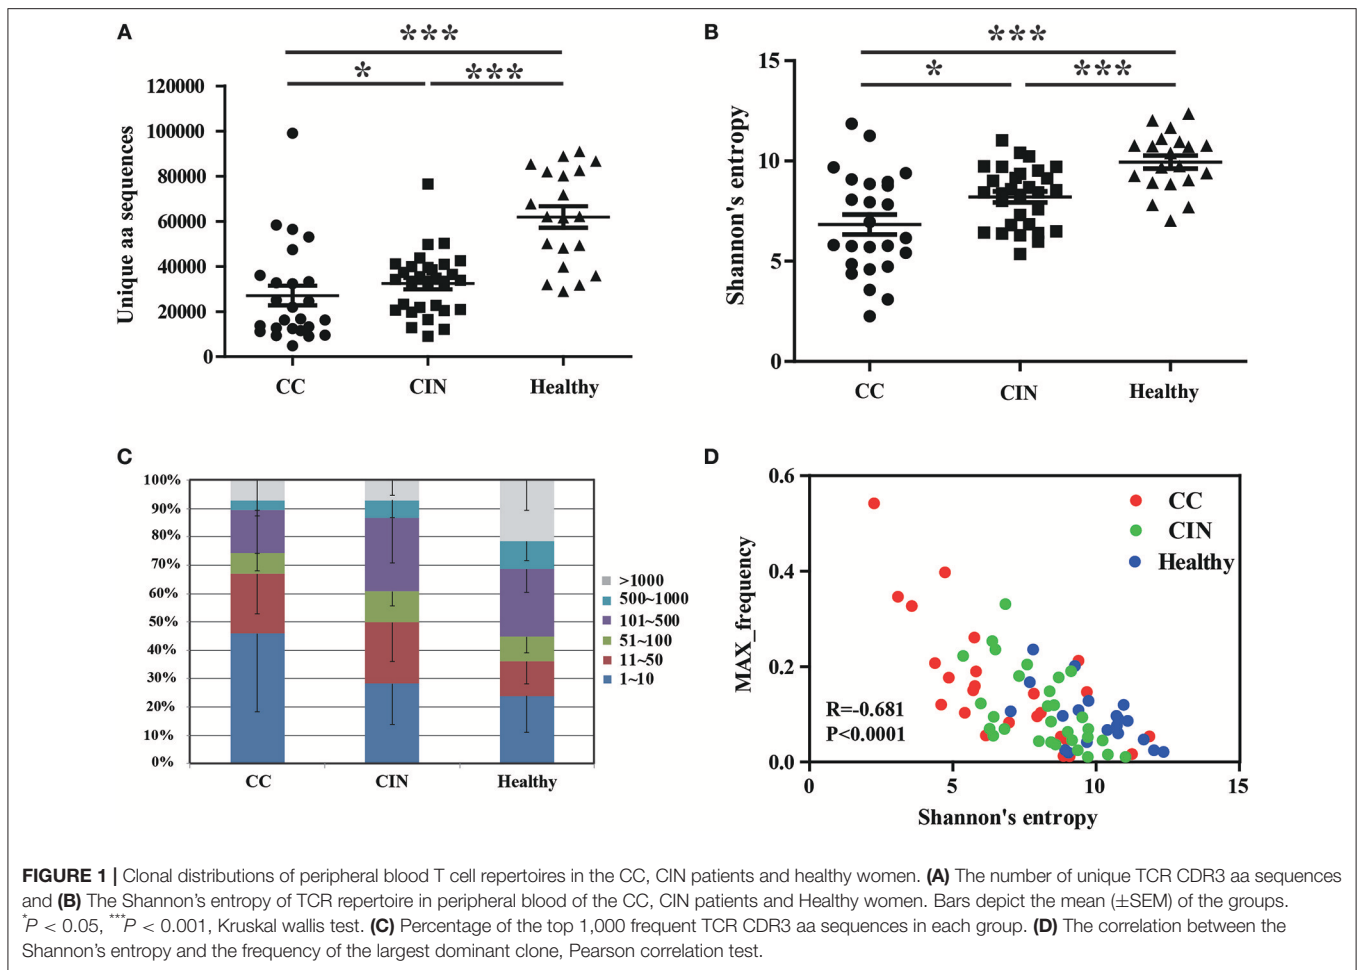 A
***
*
***
120000
100000
80000
60000
40000
20000
0
Unique aa sequences
CC
CIN
Healthy
B
***
*
***
15
10
5
0
Shannon's entropy
CC
CIN
Healthy
C
100%
90%
80%
70%
60%
50%
40%
30%
20%
10%
0%
CC
CIN
Healthy
>1000
500~1000
101~500
51~100
11~50
1~10
D
0.6
0.4
0.2
0.0
MAX_frequency
CC
CIN
Healthy
R=-0.681
P<0.0001
0
5
10
15
Shannon's entropy
FIGURE 1 | Clonal distributions of peripheral blood T cell repertoires in the CC, CIN patients and healthy women. (A) The number of unique TCR CDR3 aa sequences
and (B) The Shannon's entropy of TCR repertoire in peripheral blood of the CC, CIN patients and Healthy women. Bars depict the mean (±SEM) of the groups.
*P < 0.05, ***P < 0.001, Kruskal wallis test. (C) Percentage of the top 1,000 frequent TCR CDR3 aa sequences in each group. (D) The correlation between the
Shannon's entropy and the frequency of the largest dominant clone, Pearson correlation test.